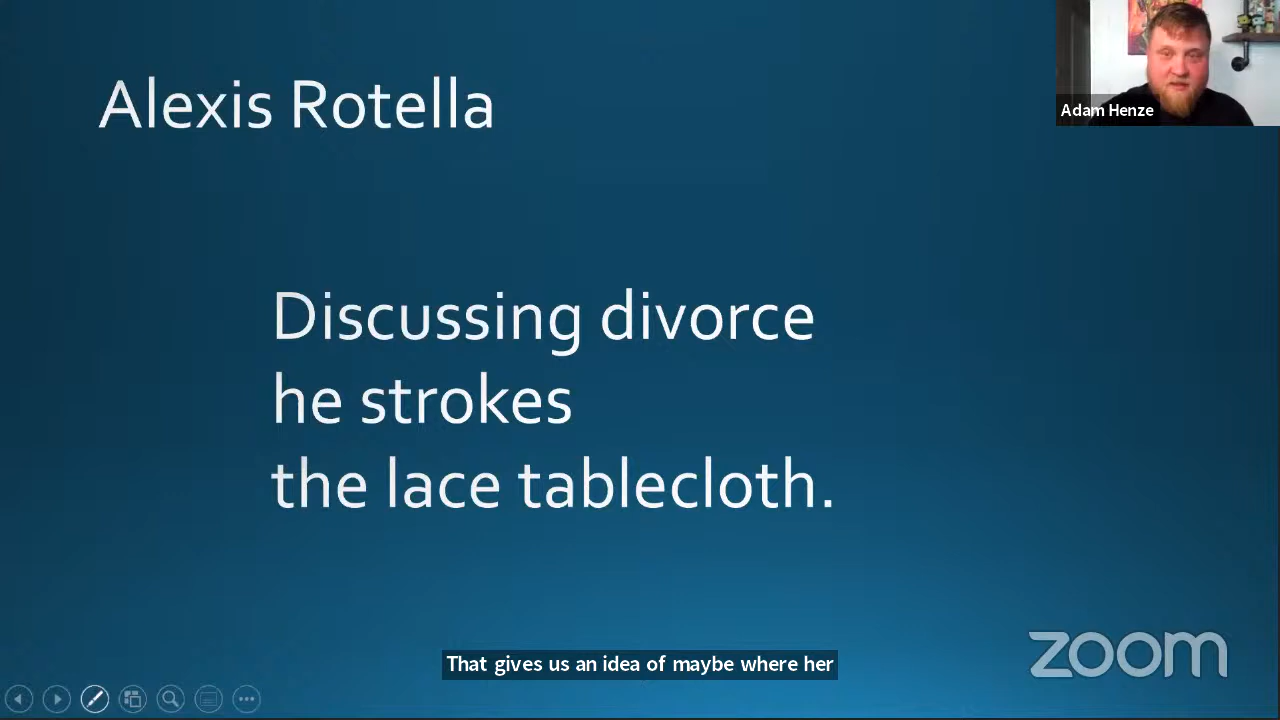 Alexis Rotella
Adam Henze
Discussing divorce
he strokes
the lace tablecloth.
That gives us an idea of maybe where her
zoom